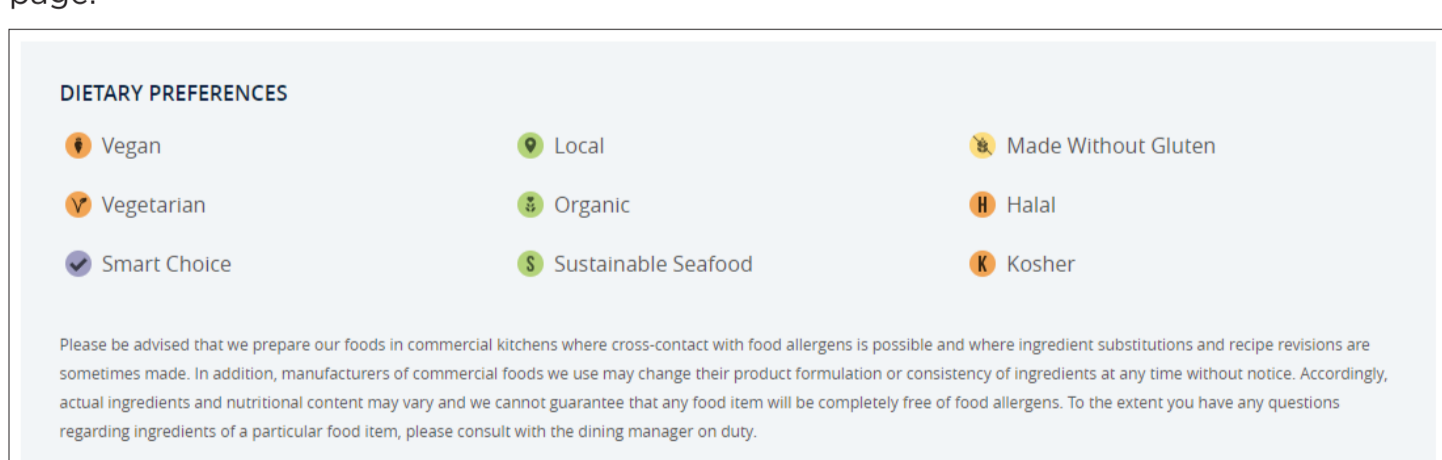 page.
DIETARY PREFERENCES
Vegan
Local
Made Without Gluten
Vegetarian
Organic
H Halal
Smart Choice
S Sustainable Seafood
K Kosher
Please be advised that we prepare our foods in commercial kitchens where cross-contact with food allergens is possible and where ingredient substitutions and recipe revisions are
sometimes made. In addition, manufacturers of commercial foods we use may change their product formulation or consistency of ingredients at any time without notice. Accordingly,
actual ingredients and nutritional content may vary and we cannot guarantee that any food item will be completely free of food allergens. To the extent you have any questions
regarding ingredients of a particular food item, please consult with the dining manager on duty.